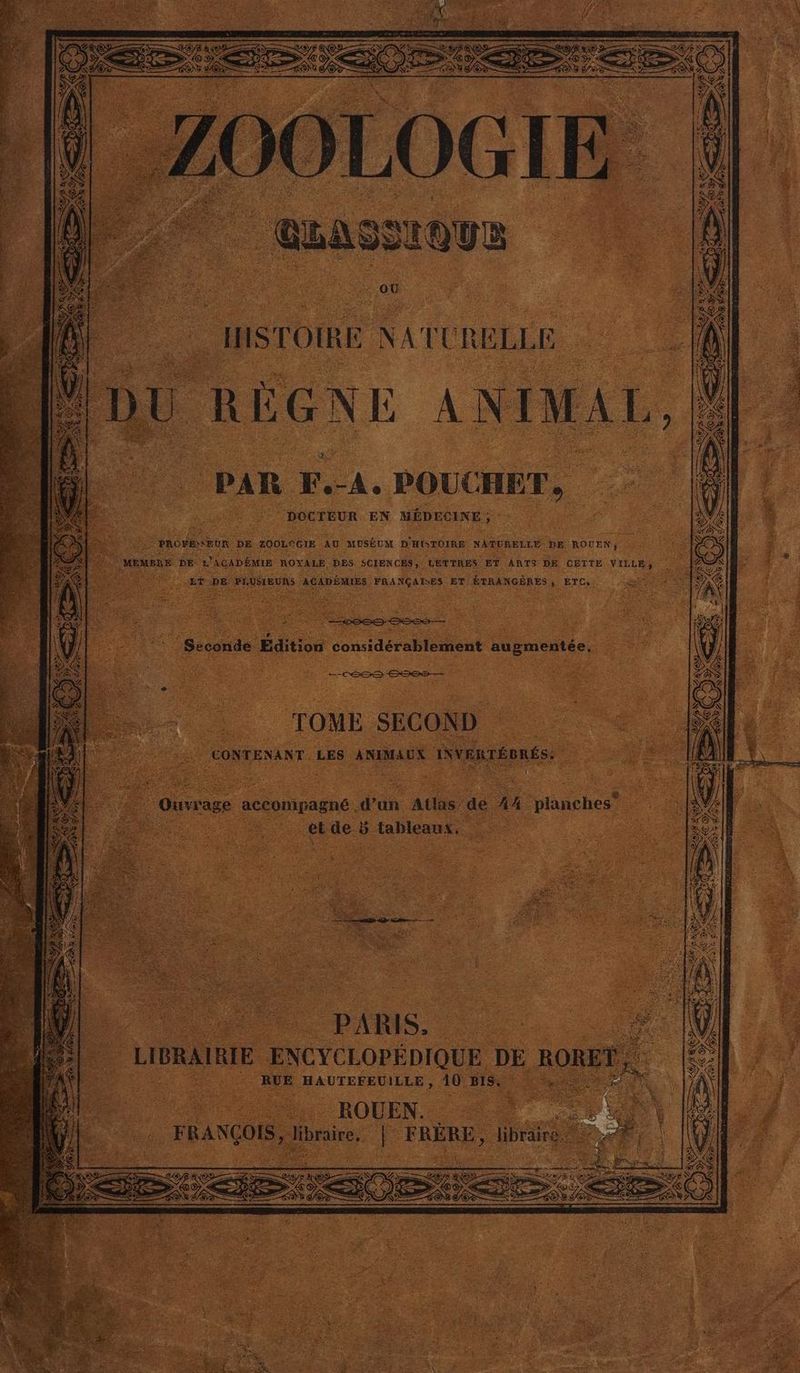 ZOOLOGIE
CLASSIQUE
OU
HISTOIRE NATURELLE
DU RÈGNE ANIMAL,
PAR F.-A. POUCHET,
DOCTEUR EN MÉDECINE,
PROFESSEUR DE ZOOLOGIE AU MUSÉUM D'HISTOIRE NATURELLE DE ROUEN,
MEMBRE DE L'ACADÉMIE ROYALE DES SCIENCES, LETTRES ET ARTS DE CETTE VILLE,
ET DE PLUSIEURS ACADÉMIES FRANÇAISES ET ÉTRANGÈRES, ETC.
Seconde Édition considérablement augmentée.
TOME SECOND
CONTENANT LES ANIMAUX INVERTÉBRÉS.
Ouvrage accompagné d'un Atlas de 44 planches
et de 5 tableaux.
PARIS.
LIBRAIRIE ENCYCLOPÉDIQUE DE RORET,
RUE HAUTEFEUILLE, 10 BIS.
ROUEN.
FRANÇOIS, libraire. | FRÈRE, libraire.